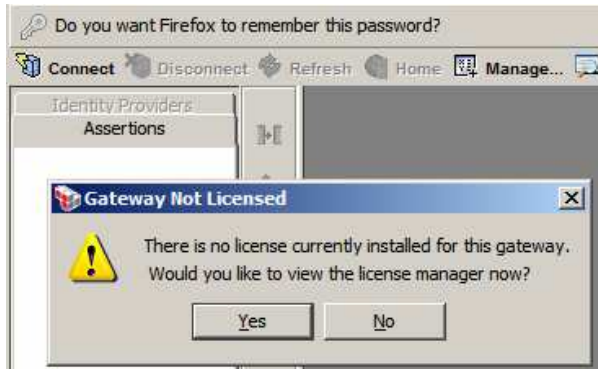 Do you want Firefox to remember this password?
Connect Disconnect Refresh Home Manage...
Identity Providers
Assertions
Gateway Not Licensed
There is no license currently installed for this gateway.
Would you like to view the license manager now?
Yes No